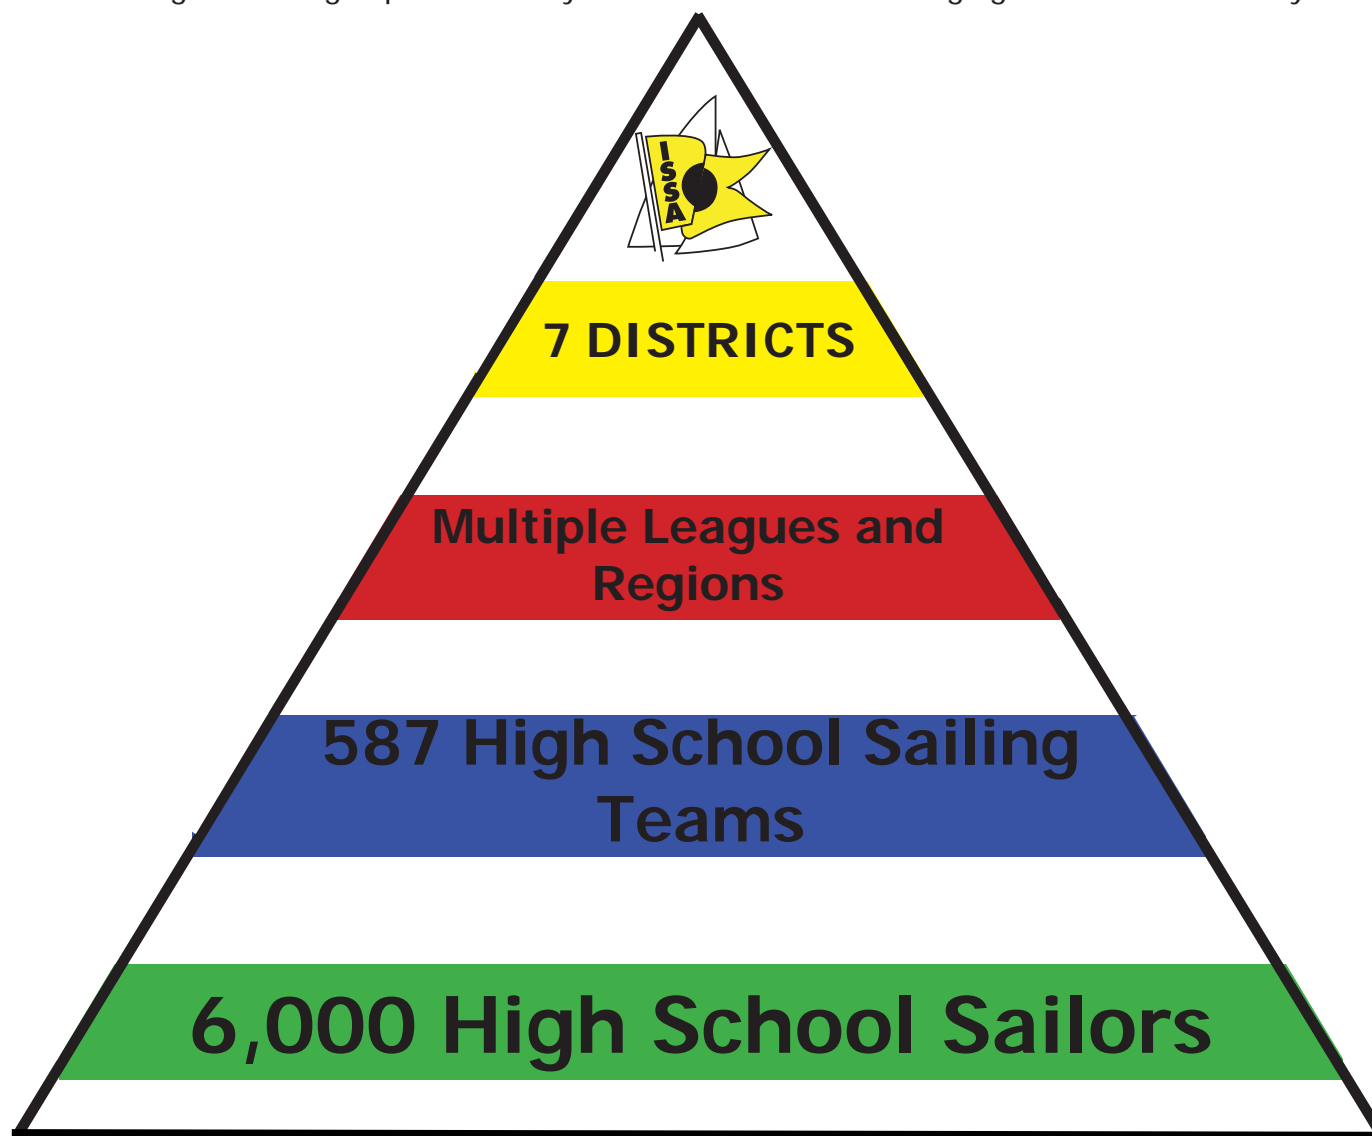 ISSA
7 DISTRICTS
Multiple Leagues and
Regions
587 High School Sailing
Teams
6,000 High School Sailors